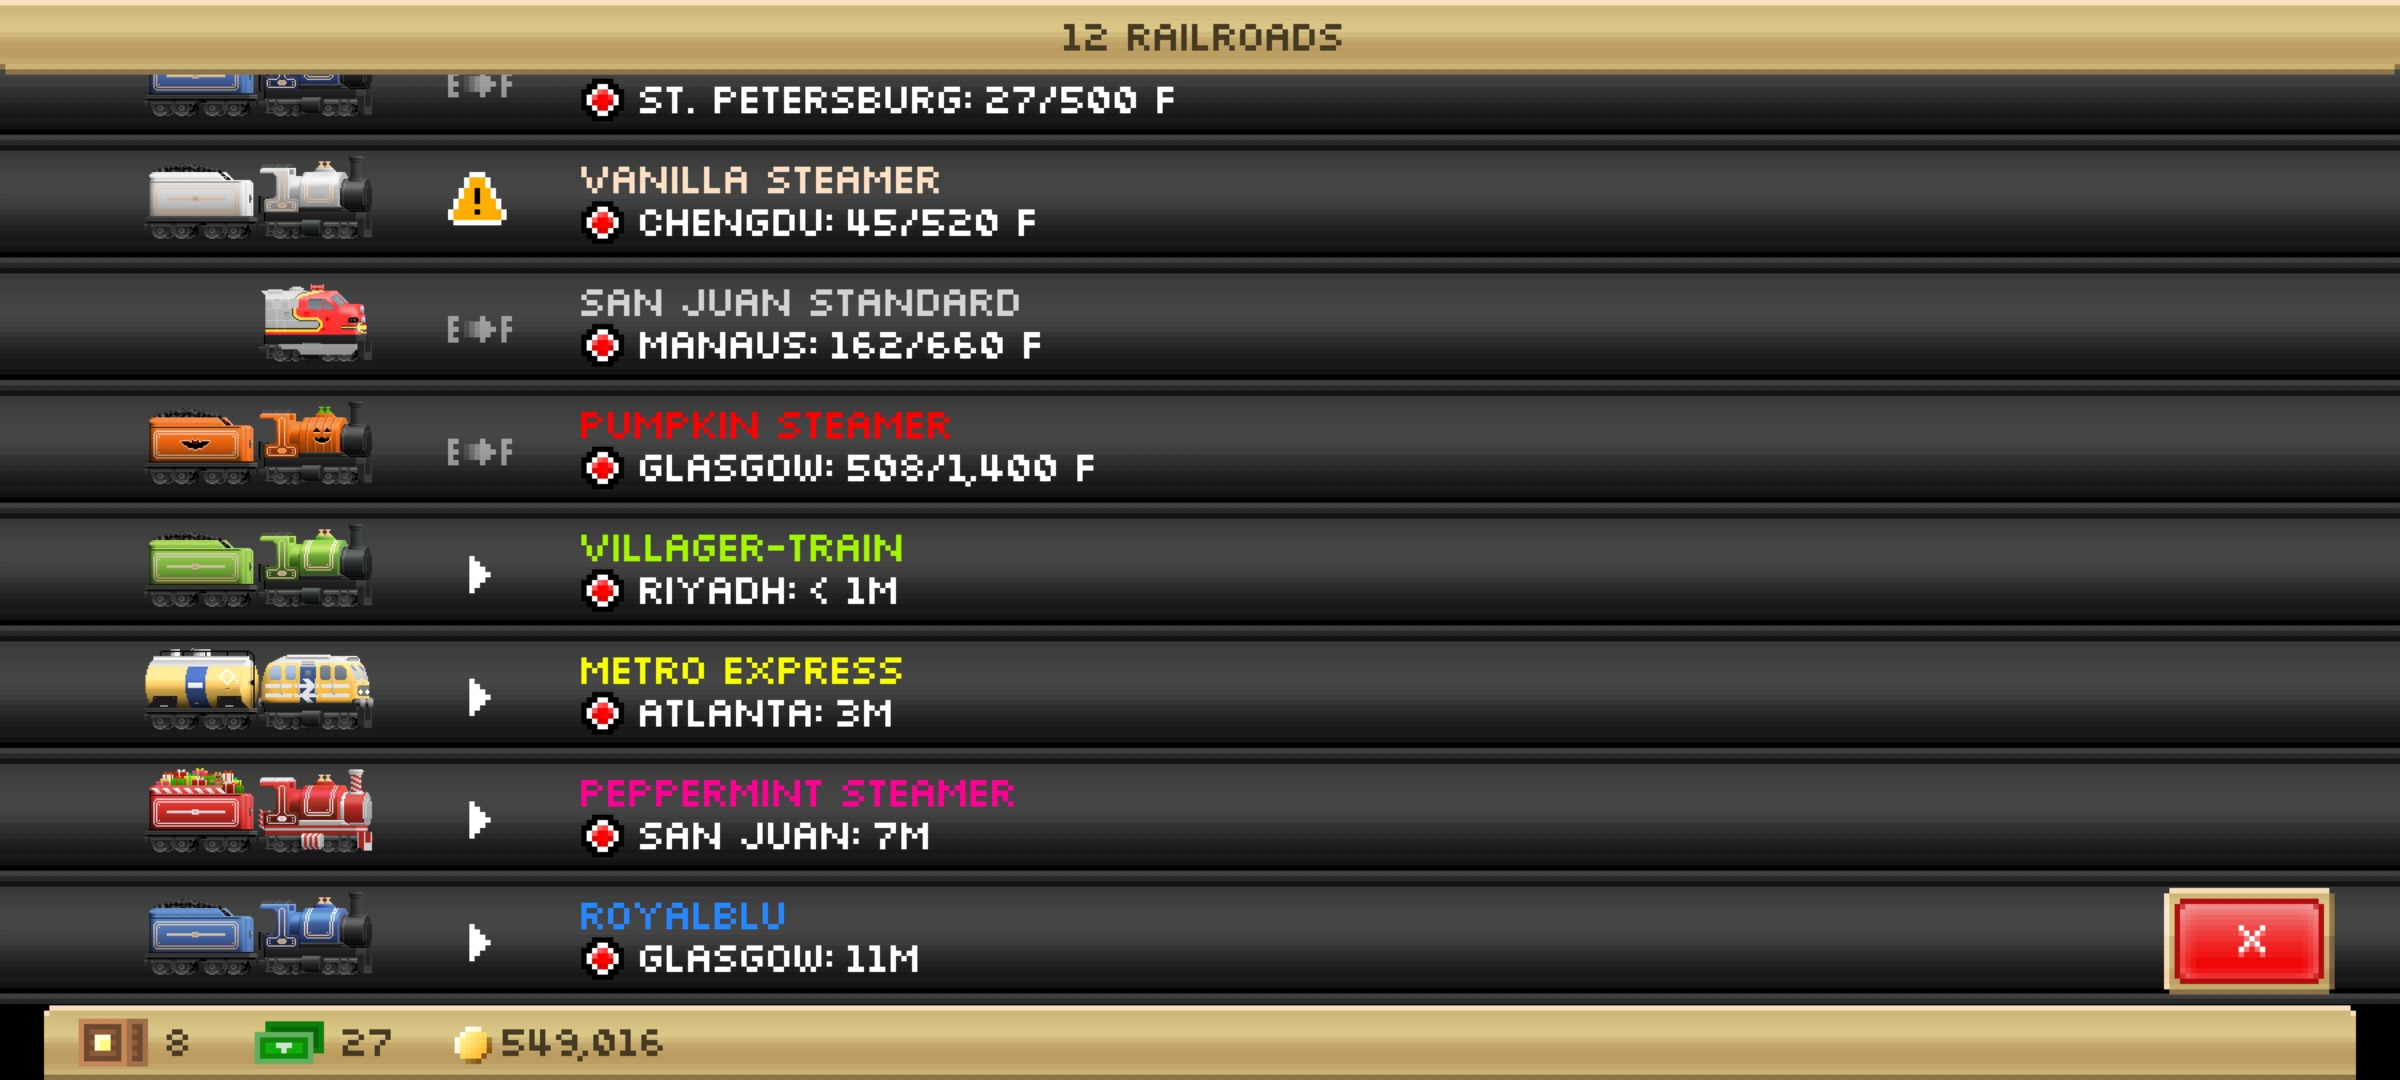 12 RAILROADS
E F
ST. PETERSBURG: 27/500 F
VANILLA STEAMER
!
CHENGDU: 45/520 F
SAN JUAN STANDARD
E F
MANAUS: 162/660 F
PUMPKIN STEAMER
E F
GLASGOW: 508/1,400 F
VILLAGER-TRAIN
RIYADH: < 1M
METRO EXPRESS
ATLANTA: 3M
PEPPERMINT STEAMER
SAN JUAN: 7M
ROYALBLU
GLASGOW: 11M
X
8 27 549,016